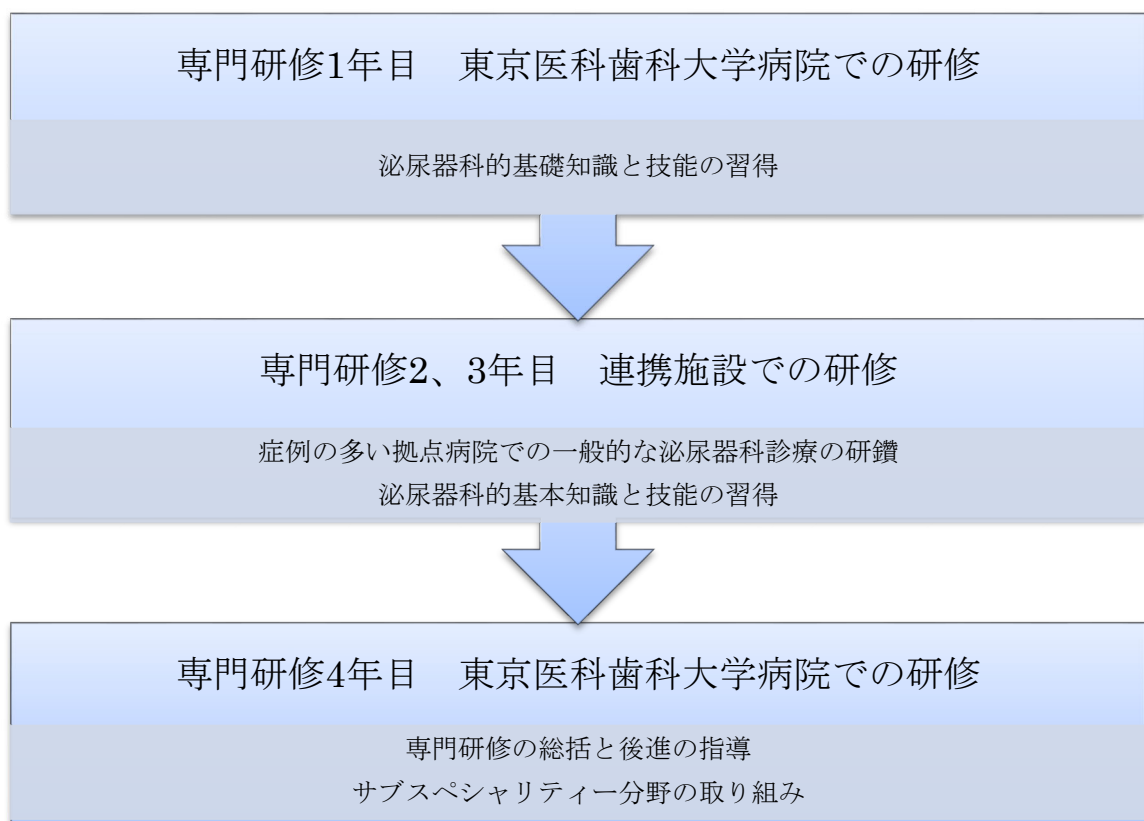 専門研修1年目　東京医科歯科大学病院での研修
泌尿器科的基礎知識と技能の習得
専門研修2、3年目　連携施設での研修
症例の多い拠点病院での一般的な泌尿器科診療の研鑽
泌尿器科的基本知識と技能の習得
専門研修4年目　東京医科歯科大学病院での研修
専門研修の総括と後進の指導
サブスペシャリティー分野の取り組み